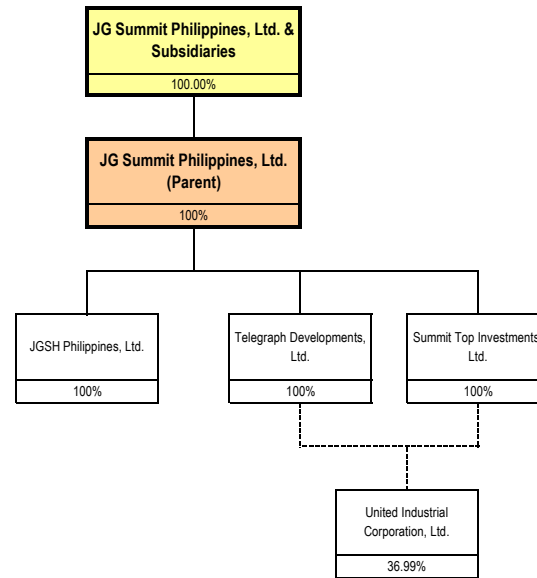 JG Summit Philippines, Ltd. &
Subsidiaries
100.00%
JG Summit Philippines, Ltd.
(Parent)
100%
JGSH Philippines, Ltd.
100%
Telegraph Developments,
Ltd.
100%
Summit Top Investments
Ltd.
100%
United Industrial
Corporation, Ltd.
36.99%